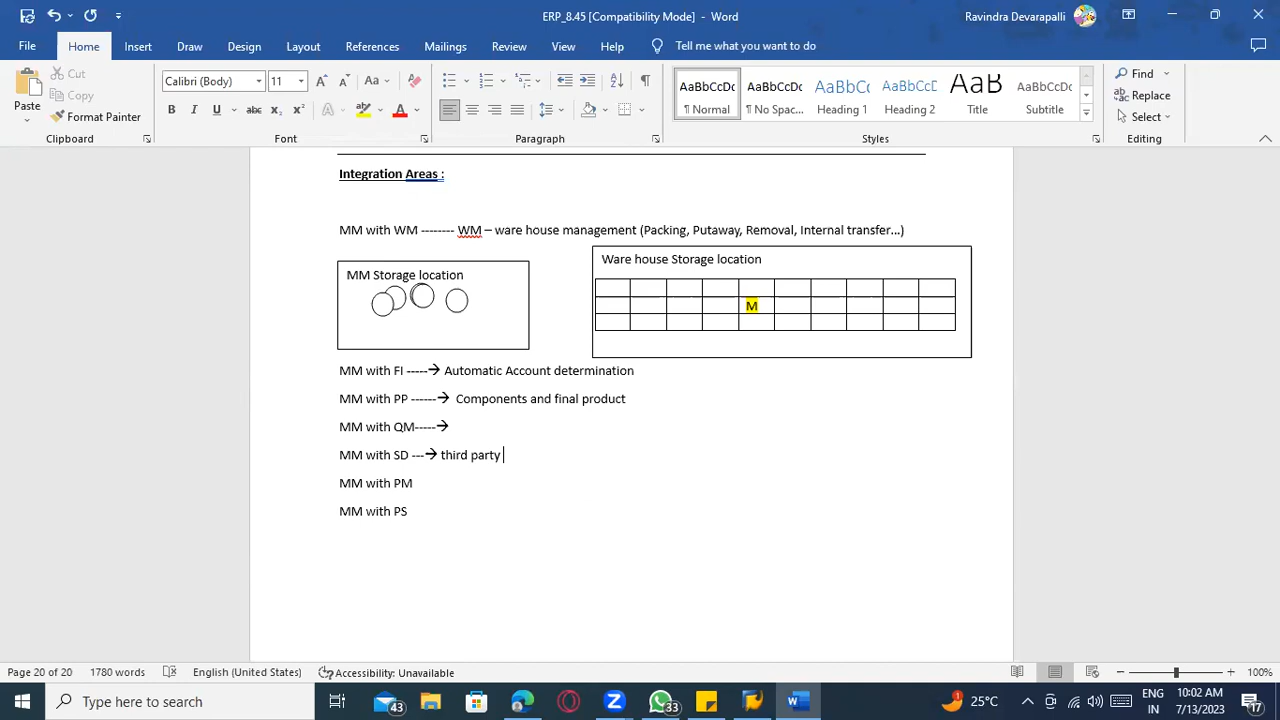 ERP_8.45 [Compatibility Mode] - Word
Ravindra Devarapalli
File Home Insert Draw Design Layout References Mailings Review View Help Tell me what you want to do
Paste
Cut
Copy
Format Painter
Clipboard
Calibri (Body) 11
Font
Paragraph
AaBbCcDc AaBbCcDc AaBbC AaBbCcD AaB AaBbCcD
¶ Normal ¶ No Spac... Heading 1 Heading 2 Title Subtitle
Styles
Find
Replace
Select
Editing
Integration Areas :
MM with WM -------- WM – ware house management (Packing, Putaway, Removal, Internal transfer...)
MM Storage location
Ware house Storage location
M
MM with FI -----→ Automatic Account determination
MM with PP ------→ Components and final product
MM with QM-----→
MM with SD ---→ third party
MM with PM
MM with PS
Page 20 of 20 1780 words English (United States) Accessibility: Unavailable 100%
Type here to search
43
33
25°C
ENG
IN
10:02 AM
7/13/2023
17